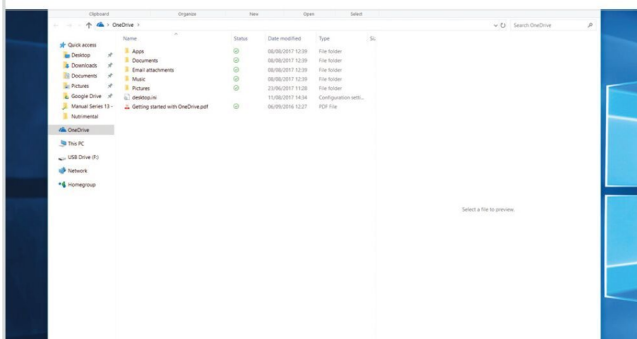 Clipboard Organize New Open Select
OneDrive Search OneDrive
Name Status Date modified Type
Quick access
Desktop
Downloads
Documents
Pictures
Google Drive
Manual Series 13 -
Nutrimental
OneDrive
This PC
USB Drive (F:)
Network
Homegroup
Apps 08/08/2017 12:39 File folder
Documents 08/08/2017 12:39 File folder
Email attachments 08/08/2017 12:39 File folder
Music 08/08/2017 12:39 File folder
Pictures 23/06/2017 11:28 File folder
desktop.ini 11/08/2017 14:34 Configuration setti...
Getting started with OneDrive.pdf 06/09/2016 12:27 PDF File
Select a file to preview.